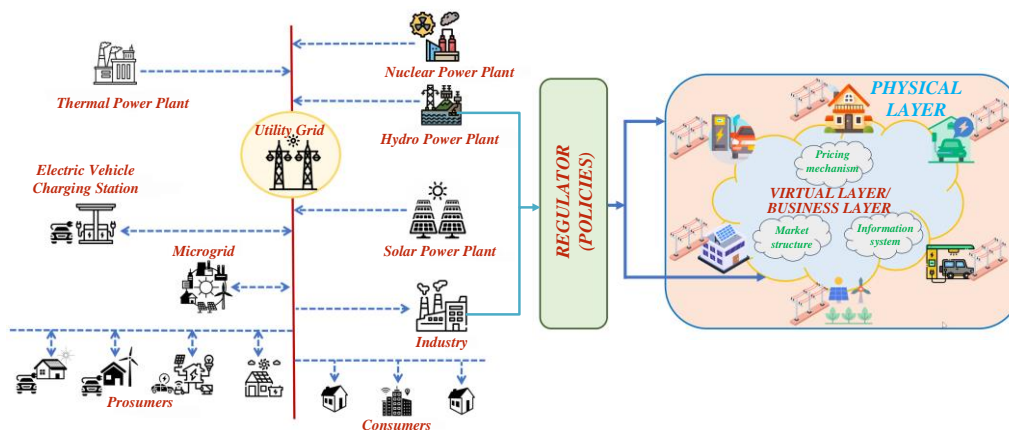 Thermal Power Plant
Nuclear Power Plant
Utility Grid
Hydro Power Plant
Electric Vehicle
Charging Station
Microgrid
Solar Power Plant
Industry
Prosumers
Consumers
REGULATOR
(POLICIES)
PHYSICAL
LAYER
Pricing
mechanism
VIRTUAL LAYER/
BUSINESS LAYER
Market
structure
Information
system